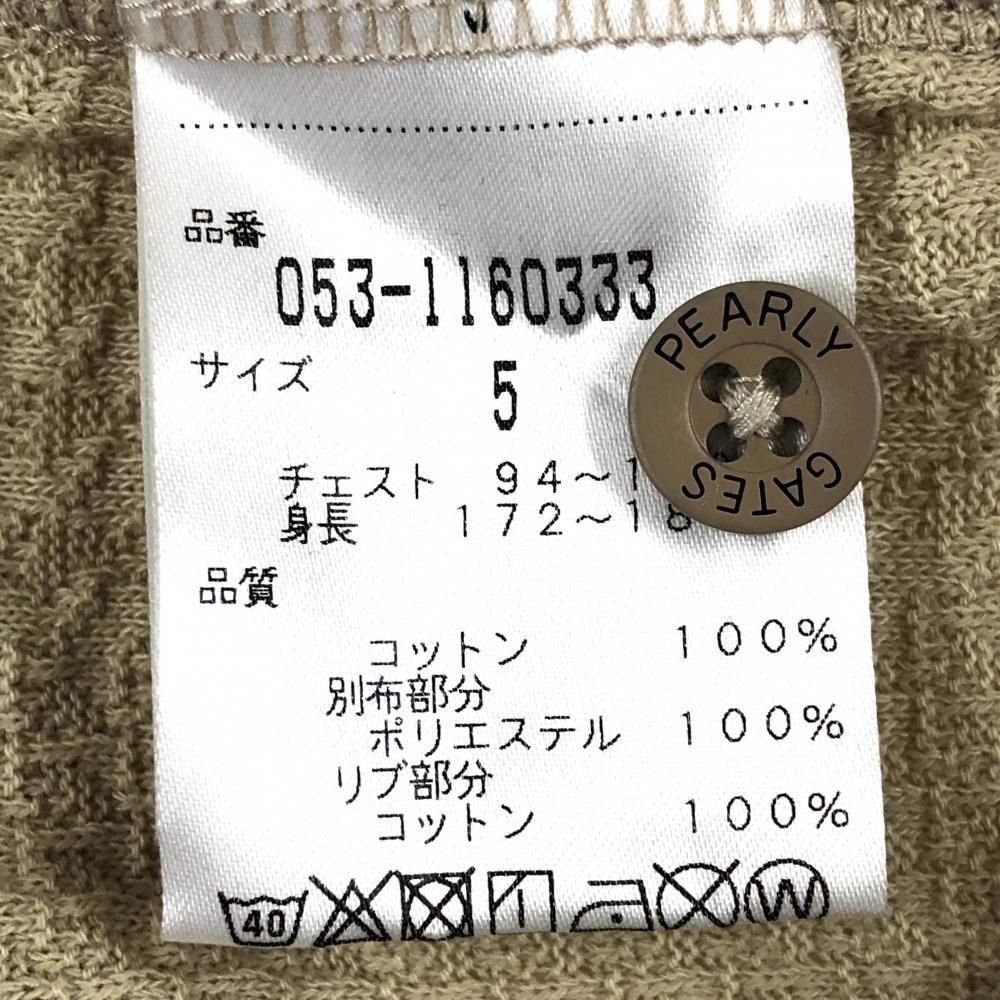 品番
053-1160333
サイズ
5
チェスト 94～1
身長 172～18
PEARLY
GATES
品質
コットン 100%
別布部分
ポリエステル 100%
リブ部分
コットン 100%
40
W